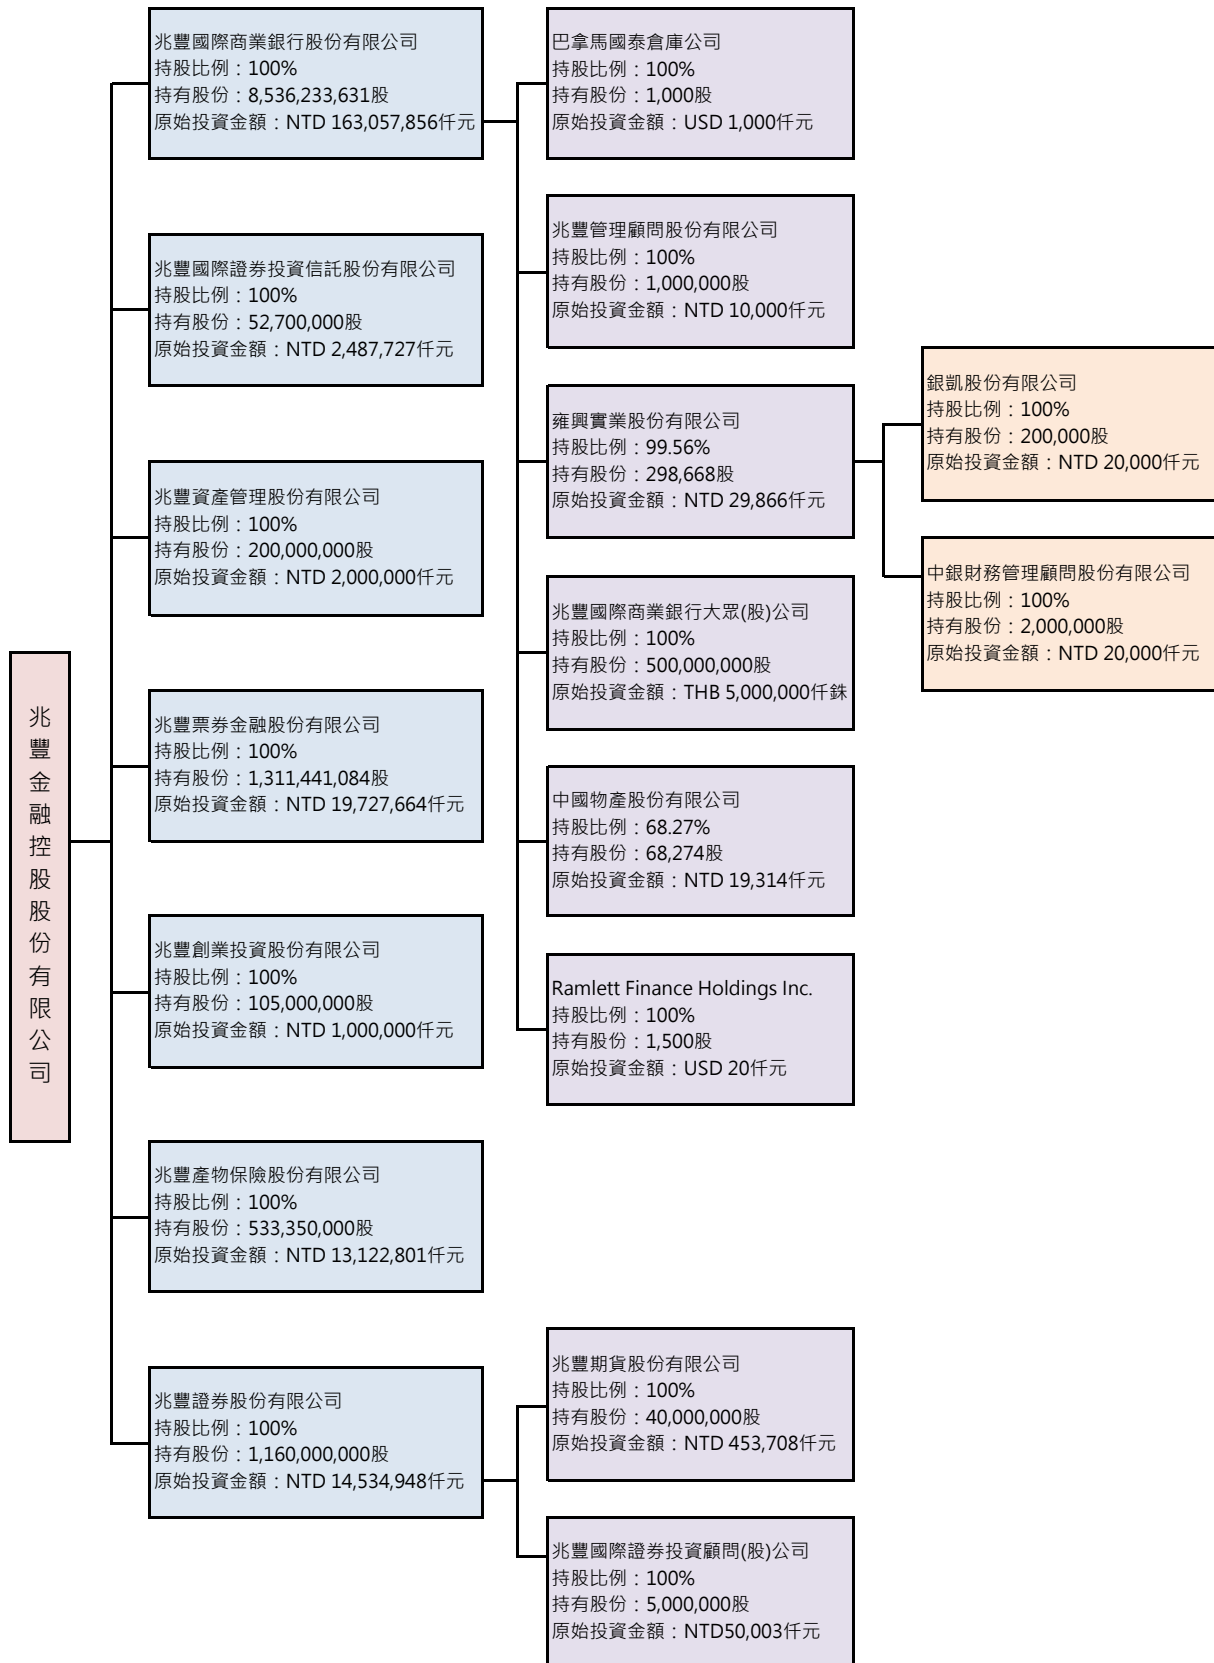 兆豐金融控股股份有限公司
兆豐國際商業銀行股份有限公司
持股比例：100%
持有股份：8,536,233,631股
原始投資金額：NTD 163,057,856仟元
兆豐國際證券投資信託股份有限公司
持股比例：100%
持有股份：52,700,000股
原始投資金額：NTD 2,487,727仟元
兆豐資產管理股份有限公司
持股比例：100%
持有股份：200,000,000股
原始投資金額：NTD 2,000,000仟元
兆豐票券金融股份有限公司
持股比例：100%
持有股份：1,311,441,084股
原始投資金額：NTD 19,727,664仟元
兆豐創業投資股份有限公司
持股比例：100%
持有股份：105,000,000股
原始投資金額：NTD 1,000,000仟元
兆豐產物保險股份有限公司
持股比例：100%
持有股份：533,350,000股
原始投資金額：NTD 13,122,801仟元
兆豐證券股份有限公司
持股比例：100%
持有股份：1,160,000,000股
原始投資金額：NTD 14,534,948仟元
巴拿馬國泰倉庫公司
持股比例：100%
持有股份：1,000股
原始投資金額：USD 1,000仟元
兆豐管理顧問股份有限公司
持股比例：100%
持有股份：1,000,000股
原始投資金額：NTD 10,000仟元
雍興實業股份有限公司
持股比例：99.56%
持有股份：298,668股
原始投資金額：NTD 29,866仟元
兆豐國際商業銀行大眾(股)公司
持股比例：100%
持有股份：500,000,000股
原始投資金額：THB 5,000,000仟銖
中國物產股份有限公司
持股比例：68.27%
持有股份：68,274股
原始投資金額：NTD 19,314仟元
Ramlett Finance Holdings Inc.
持股比例：100%
持有股份：1,500股
原始投資金額：USD 20仟元
兆豐期貨股份有限公司
持股比例：100%
持有股份：40,000,000股
原始投資金額：NTD 453,708仟元
兆豐國際證券投資顧問(股)公司
持股比例：100%
持有股份：5,000,000股
原始投資金額：NTD50,003仟元
銀凱股份有限公司
持股比例：100%
持有股份：200,000股
原始投資金額：NTD 20,000仟元
中銀財務管理顧問股份有限公司
持股比例：100%
持有股份：2,000,000股
原始投資金額：NTD 20,000仟元